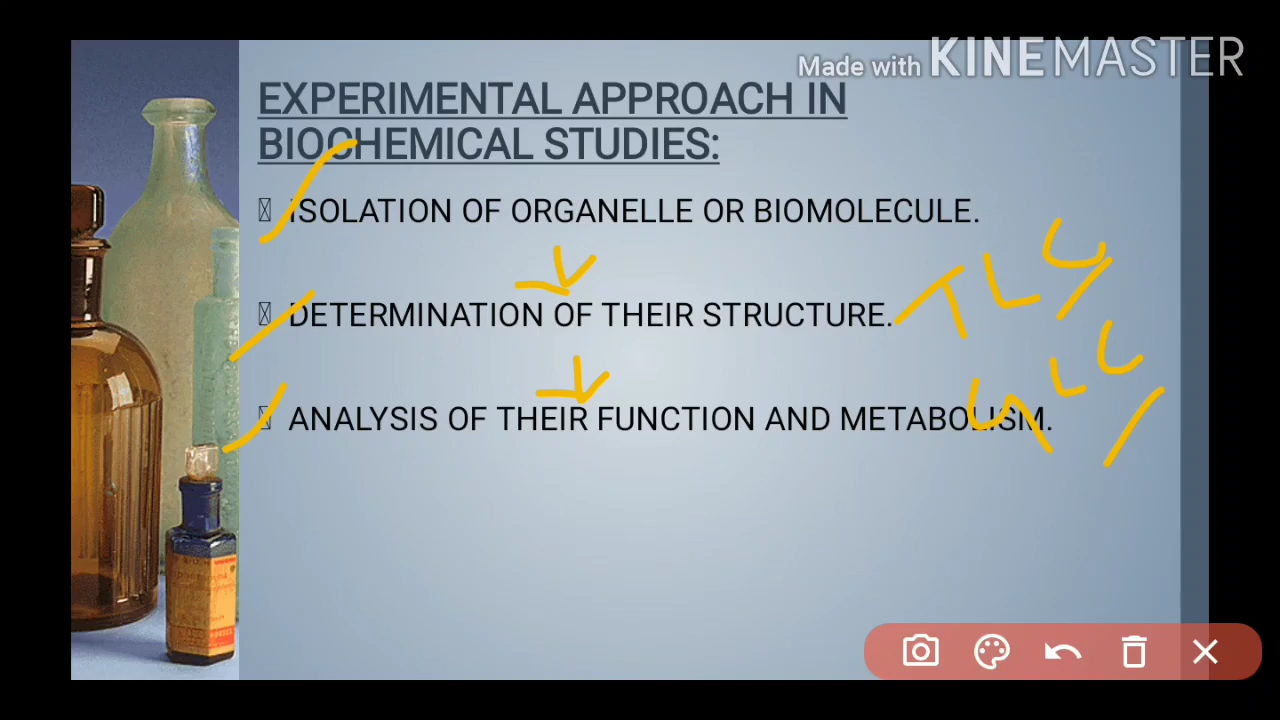 Made with KINEMASTER
EXPERIMENTAL APPROACH IN
BIOCHEMICAL STUDIES:
ISOLATION OF ORGANELLE OR BIOMOLECULE.
DETERMINATION OF THEIR STRUCTURE.
ANALYSIS OF THEIR FUNCTION AND METABOLISM.